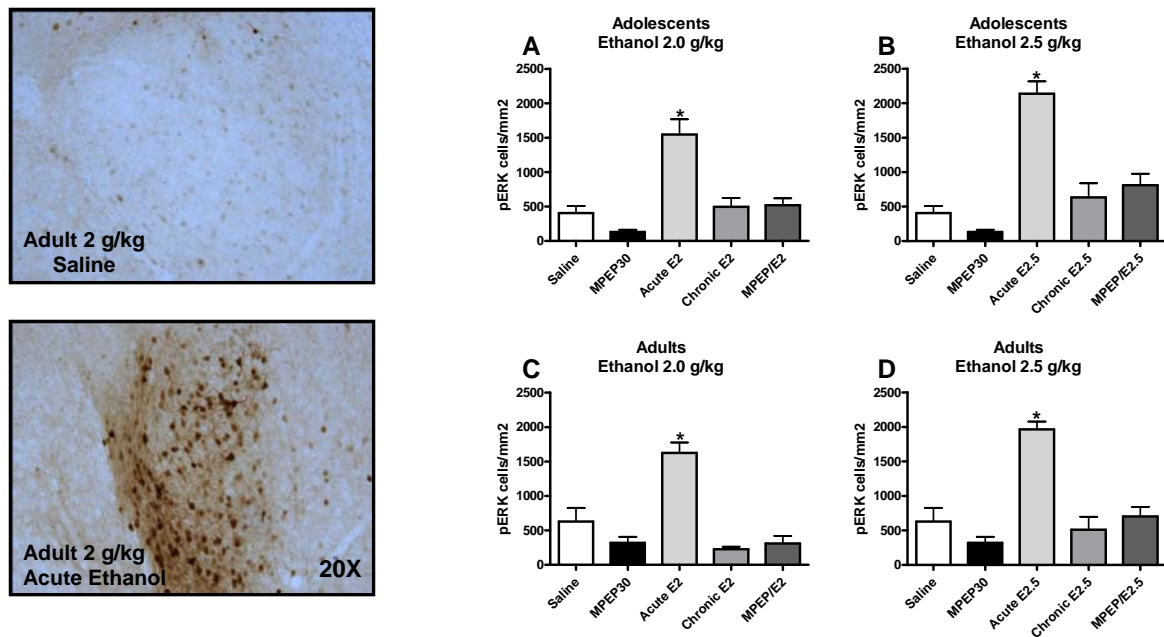 Adult 2 g/kg
Saline
Adult 2 g/kg
Acute Ethanol
20X
A
Adolescents
Ethanol 2.0 g/kg
pERK cells/mm2
2500
2000
1500
1000
500
0
*
Saline
MPEP30
Acute E2
Chronic E2
MPEP/E2
B
Adolescents
Ethanol 2.5 g/kg
pERK cells/mm2
2500
2000
1500
1000
500
0
*
Saline
MPEP30
Acute E2.5
Chronic E2.5
MPEP/E2.5
C
Adults
Ethanol 2.0 g/kg
pERK cells/mm2
2500
2000
1500
1000
500
0
*
Saline
MPEP30
Acute E2
Chronic E2
MPEP/E2
D
Adults
Ethanol 2.5 g/kg
pERK cells/mm2
2500
2000
1500
1000
500
0
*
Saline
MPEP30
Acute E2.5
Chronic E2.5
MPEP/E2.5